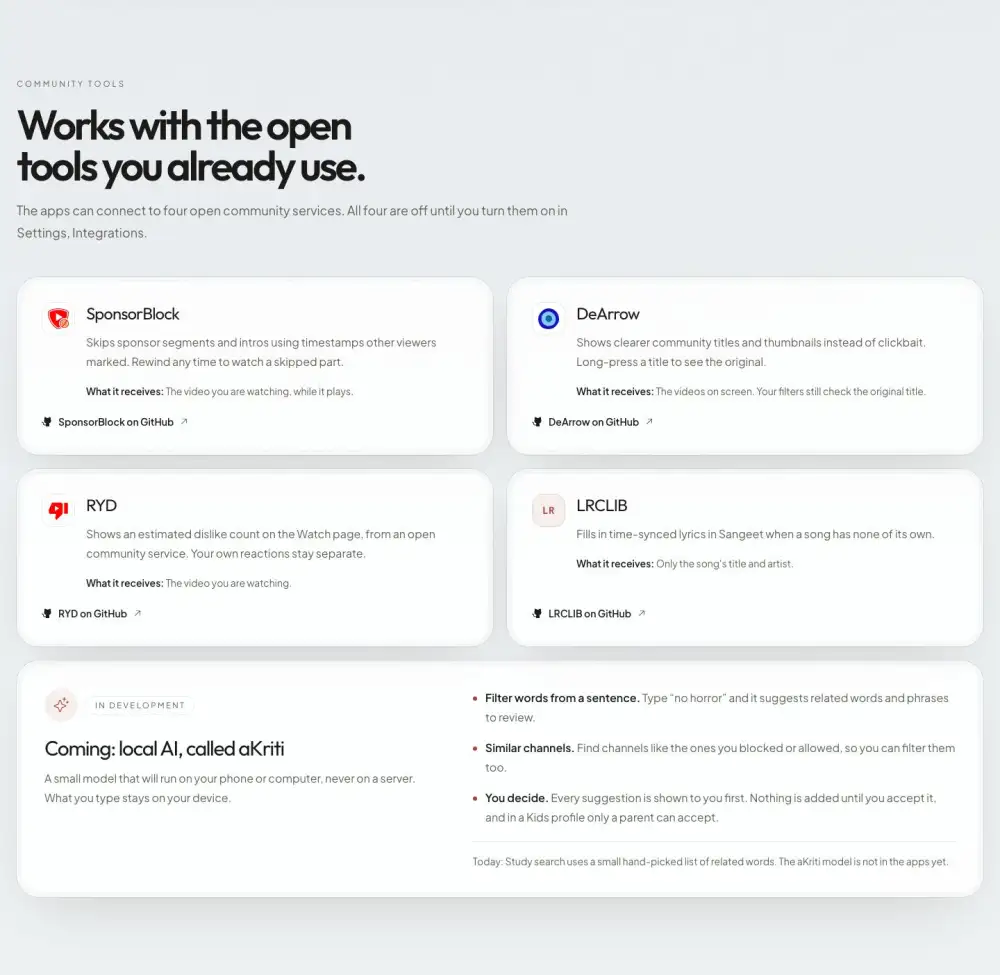 COMMUNITY TOOLS
Works with the open
tools you already use.
The apps can connect to four open community services. All four are off until you turn them on in
Settings, Integrations.
SponsorBlock
Skips sponsor segments and intros using timestamps other viewers
marked. Rewind any time to watch a skipped part.
What it receives: The video you are watching, while it plays.
SponsorBlock on GitHub ↗
DeArrow
Shows clearer community titles and thumbnails instead of clickbait.
Long-press a title to see the original.
What it receives: The videos on screen. Your filters still check the original title.
DeArrow on GitHub ↗
RYD
Shows an estimated dislike count on the Watch page, from an open
community service. Your own reactions stay separate.
What it receives: The video you are watching.
RYD on GitHub ↗
LR
LRCLIB
Fills in time-synced lyrics in Sangeet when a song has none of its own.
What it receives: Only the song's title and artist.
LRCLIB on GitHub ↗
IN DEVELOPMENT
Coming: local AI, called aKriti
A small model that will run on your phone or computer, never on a server.
What you type stays on your device.
• Filter words from a sentence. Type “no horror” and it suggests related words and phrases
to review.
• Similar channels. Find channels like the ones you blocked or allowed, so you can filter them
too.
• You decide. Every suggestion is shown to you first. Nothing is added until you accept it,
and in a Kids profile only a parent can accept.
Today: Study search uses a small hand-picked list of related words. The aKriti model is not in the apps yet.